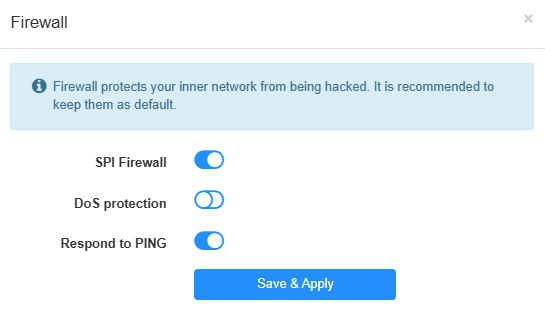 Firewall
×
Firewall protects your inner network from being hacked. It is recommended to
keep them as default.
SPI Firewall
DoS protection
Respond to PING
Save & Apply